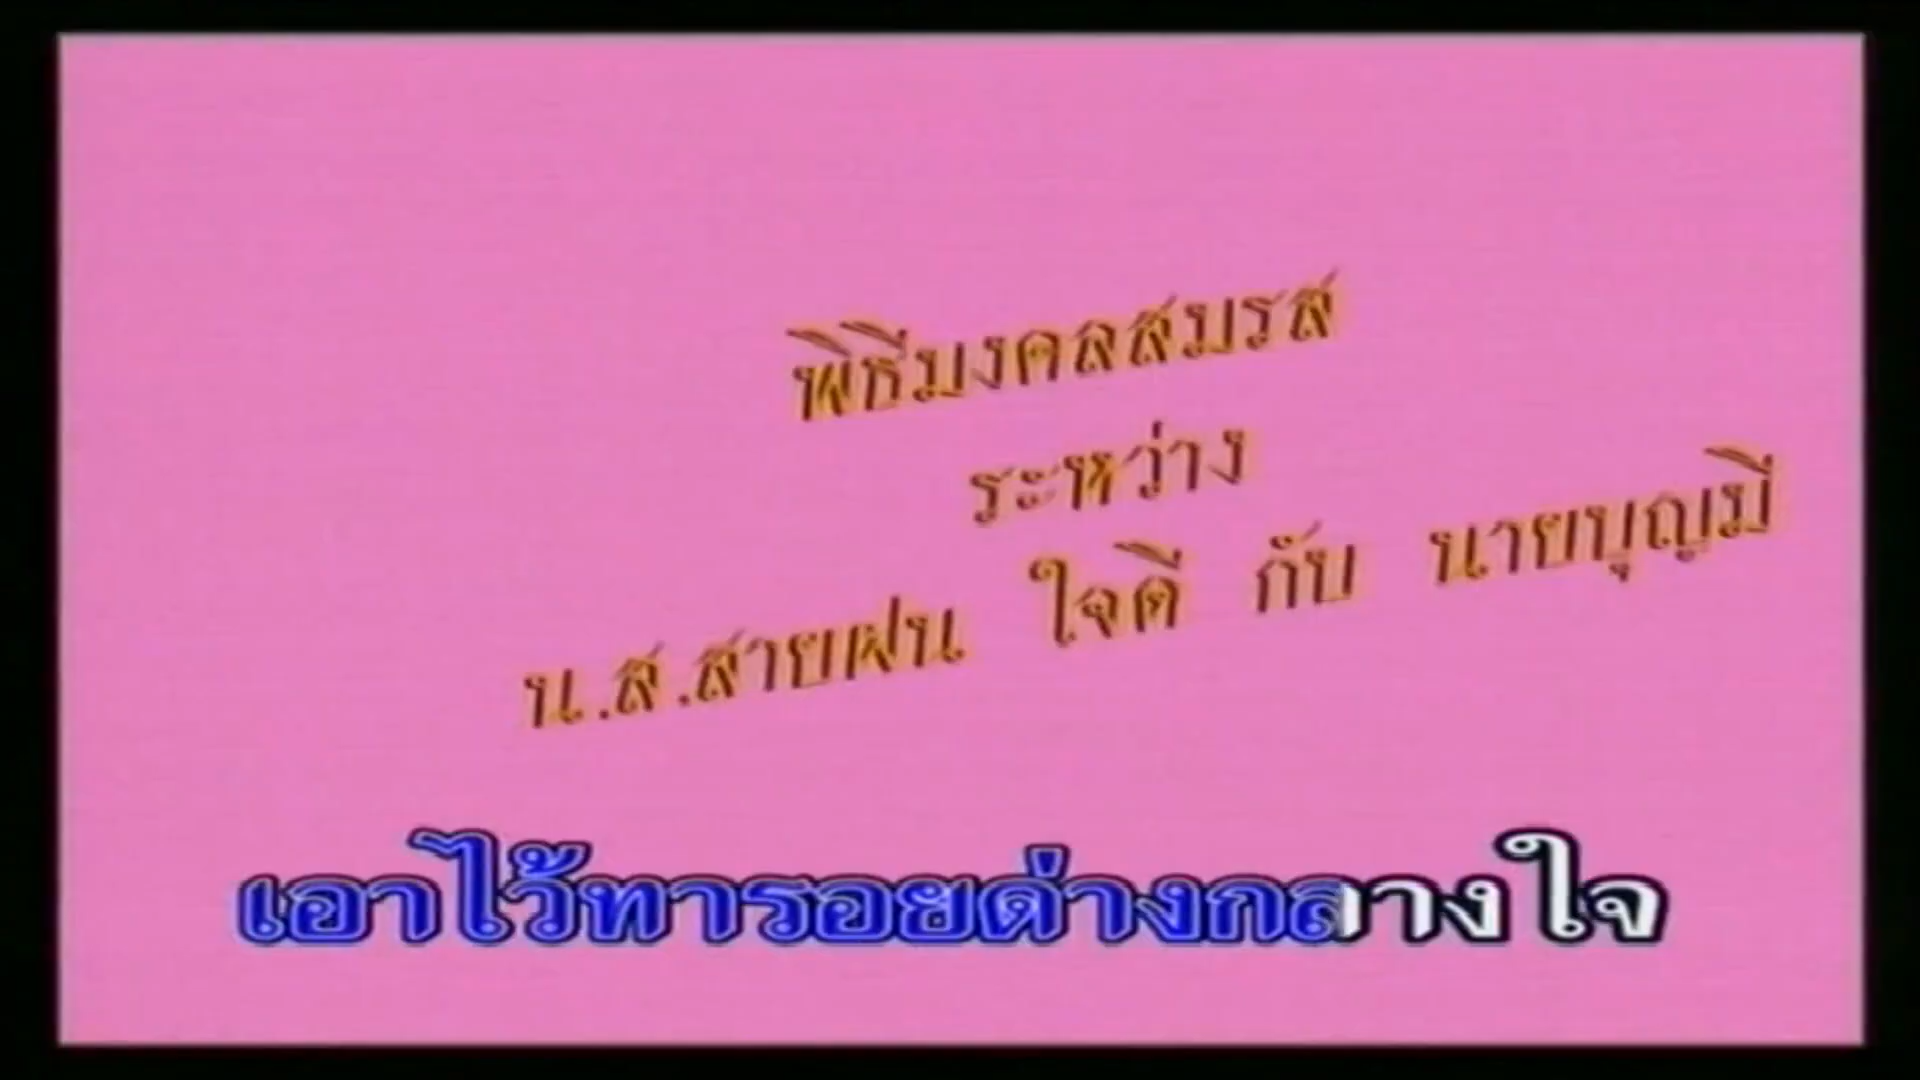 พิธีมงคลสมรส
ระหว่าง
น.ส.สายฝน ใจดี กับ นายบุญมี
เอาไว้ทารอยด่างกลางใจ